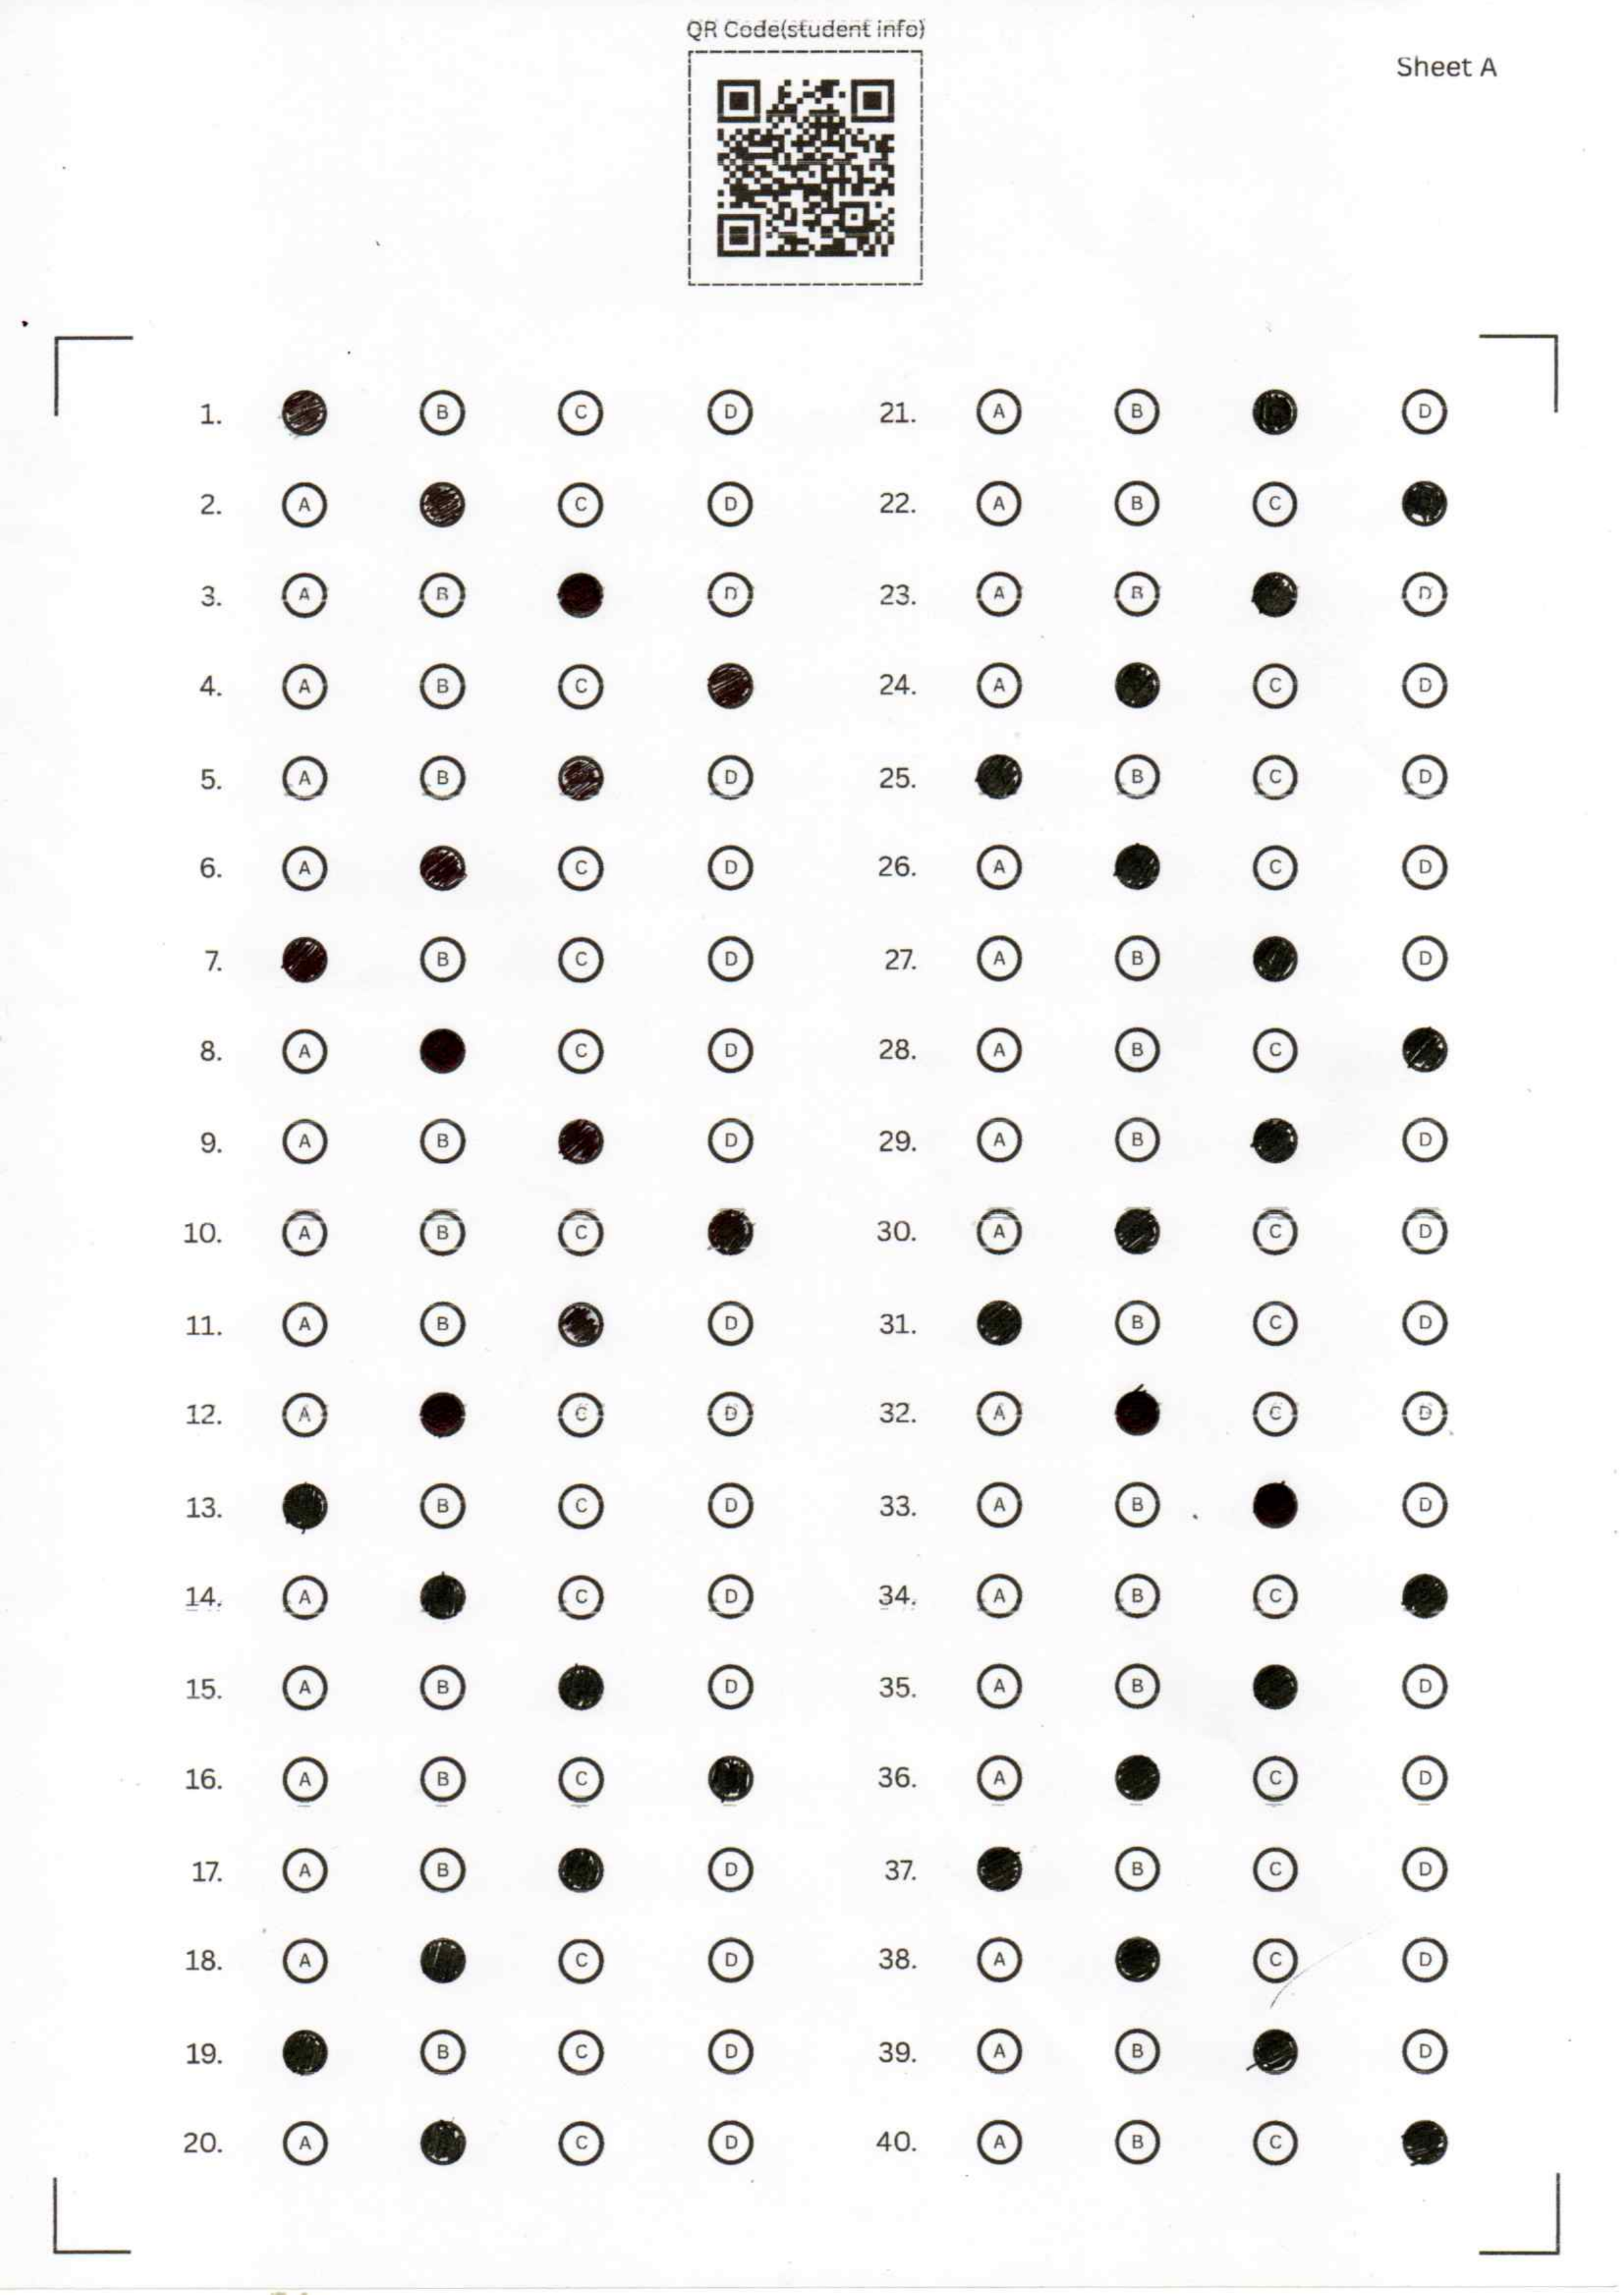 QR Code(student info)
Sheet A
1. B C D 21. A B D
2. A C D 22. A B C
3. A B D 23. A B D
4. A B C 24. A C D
5. A B D 25. B C D
6. A C D 26. A C D
7. B C D 27. A B D
8. A C D 28. A B C
9. A B D 29. A B D
10. A B C 30. A C D
11. A B D 31. B C D
12. A C D 32. A C D
13. B C D 33. A B D
14. A C D 34. A B C
15. A B D 35. A B D
16. A B C 36. A C D
17. A B D 37. B C D
18. A C D 38. A C D
19. B C D 39. A B D
20. A C D 40. A B C